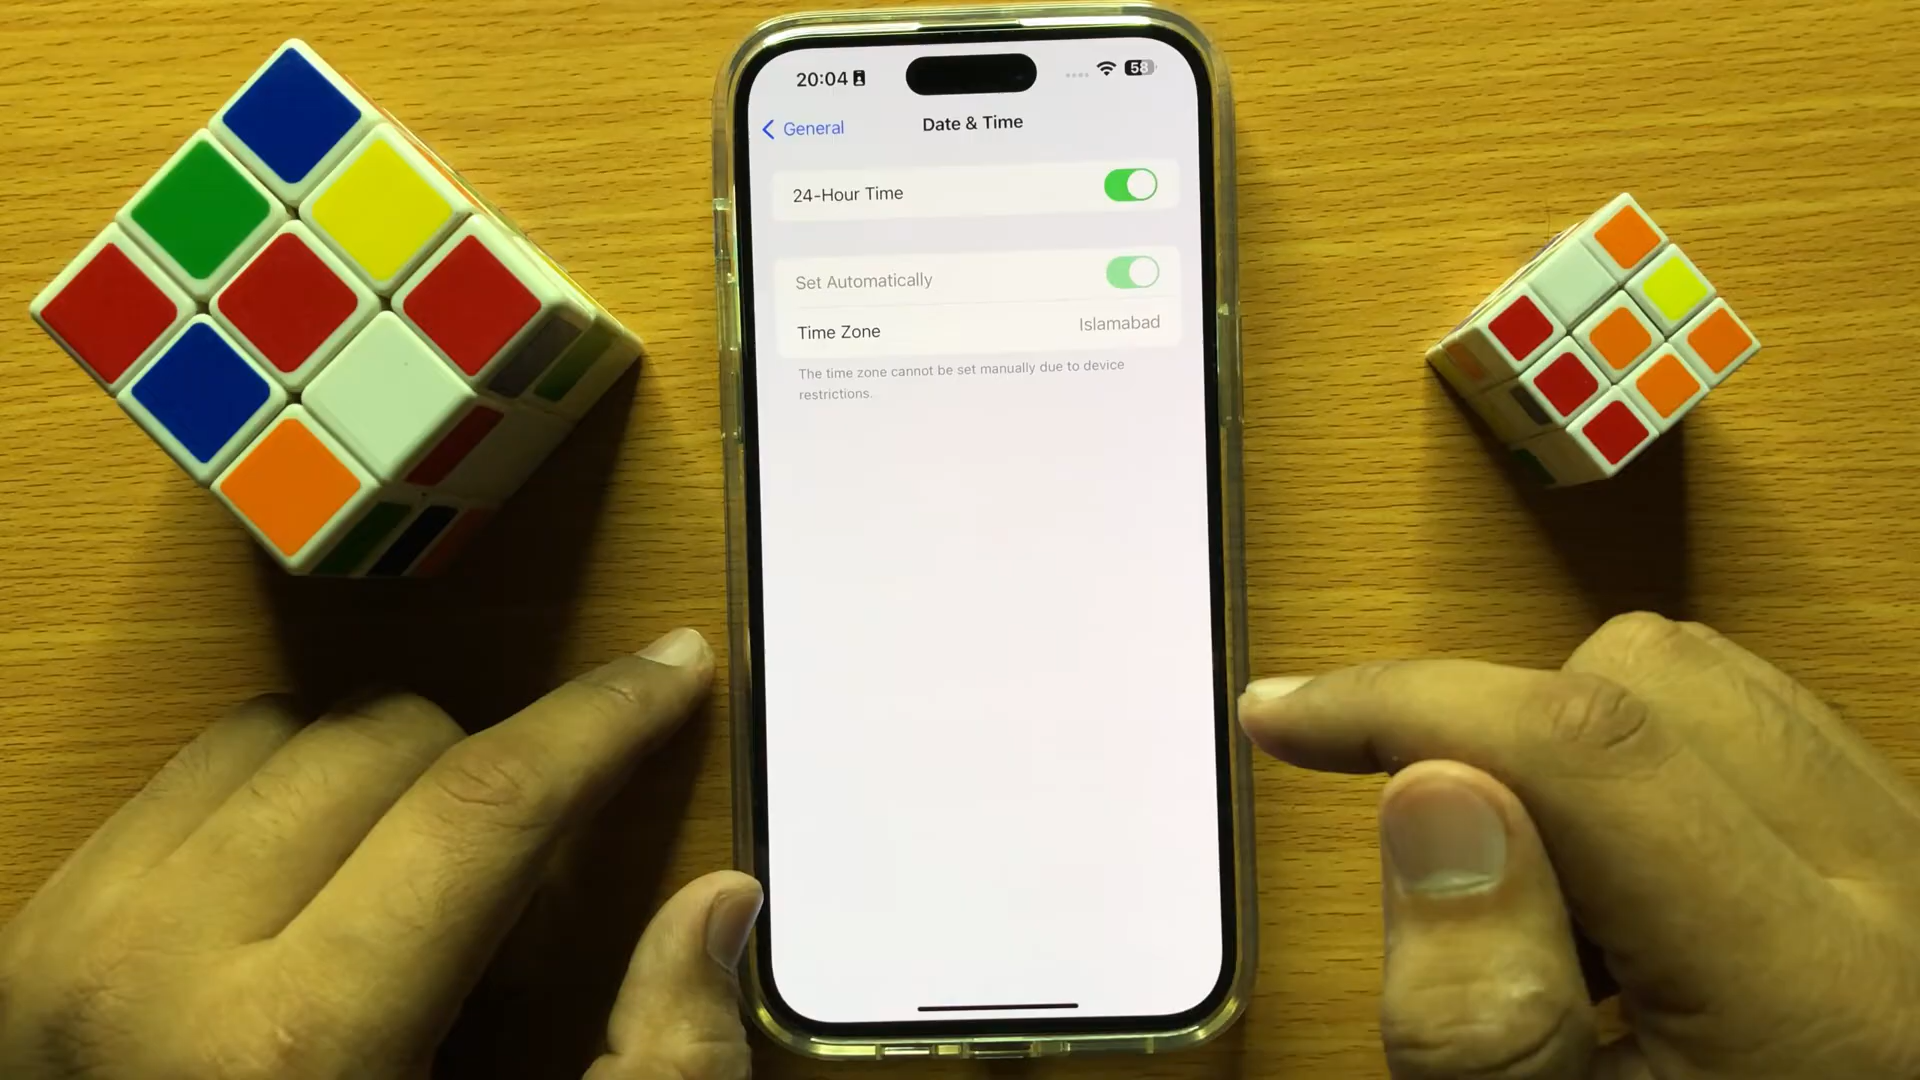 20:04
58
General
Date & Time
24-Hour Time
Set Automatically
Time Zone
Islamabad
The time zone cannot be set manually due to device
restrictions.